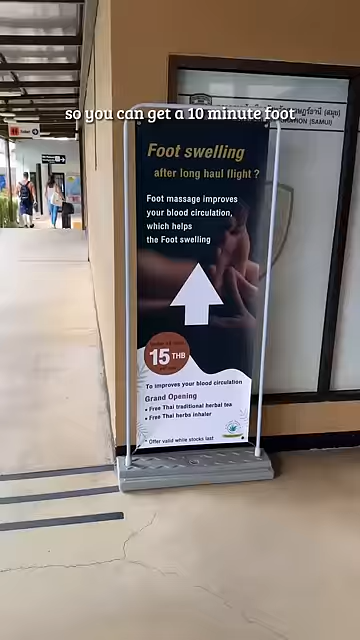 so you can get a 10 minute foot
Foot swelling
after long haul flight ?
Foot massage improves
your blood circulation,
which helps
the Foot swelling
15 THB
To improves your blood circulation
Grand Opening
• Free Thai traditional herbal tea
• Free Thai herbs inhaler
* Offer valid while stocks last
(SAMUI)
Toilet